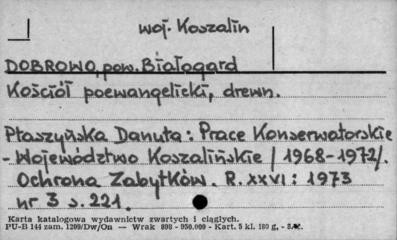 woj. Koszalin
DOBROWO, pow. Białogard
Kościół poewangelicki, drewn.
Ptaszyńska Danuta: Prace Konserwatorskie
- Województwo Koszalińskie /1968-1972/.
Ochrona Zabytków. R. XXVI: 1973
nr 3 s. 221.
Karta katalogowa wydawnictw zwartych i ciągłych.
PU-B 144 zam. 1209/Dw/On — Wrak 898 - 950.000 - Kart. 5 kl. 180 g,